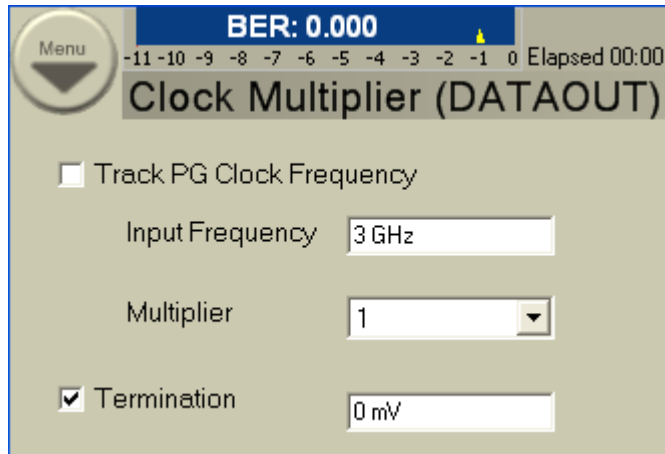 BER: 0.000
Menu
-11 -10 -9 -8 -7 -6 -5 -4 -3 -2 -1 0 Elapsed 00:00
Clock Multiplier (DATAOUT)
Track PG Clock Frequency
Input Frequency 3 GHz
Multiplier 1
Termination 0 mV